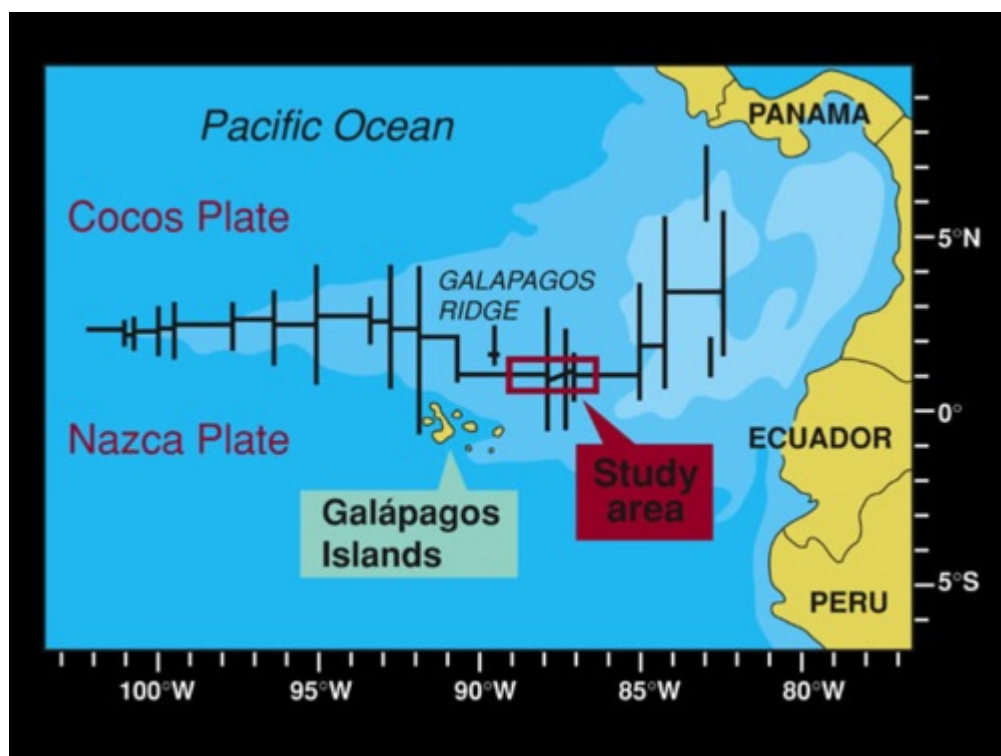 Pacific Ocean
PANAMA
Cocos Plate
5°N
GALAPAGOS
RIDGE
0°
Nazca Plate
ECUADOR
Study
area
Galápagos
Islands
5°S
PERU
100°W
95°W
90°W
85°W
80°W